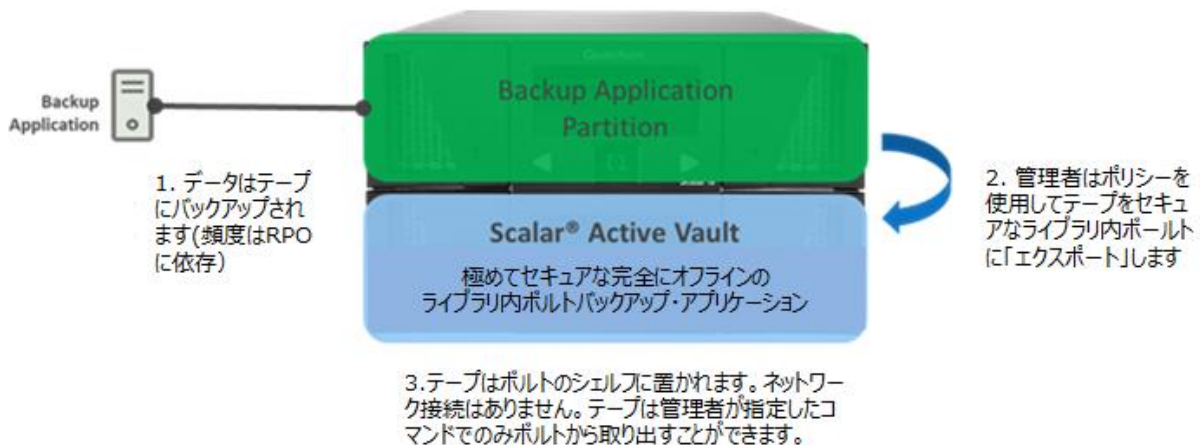 Backup Application
Partition
Backup
Application
1. データはテープ
にバックアップされ
ます(頻度はRPO
に依存）
2. 管理者はポリシーを
使用してテープをセキュ
アなライブラリ内ボールト
に「エクスポート」します
Scalar® Active Vault
極めてセキュアな完全にオフラインの
ライブラリ内ボルトバックアップ・アプリケーション
3.テープはボルトのシェルフに置かれます。ネットワー
ク接続はありません。テープは管理者が指定したコ
マンドでのみボルトから取り出すことができます。